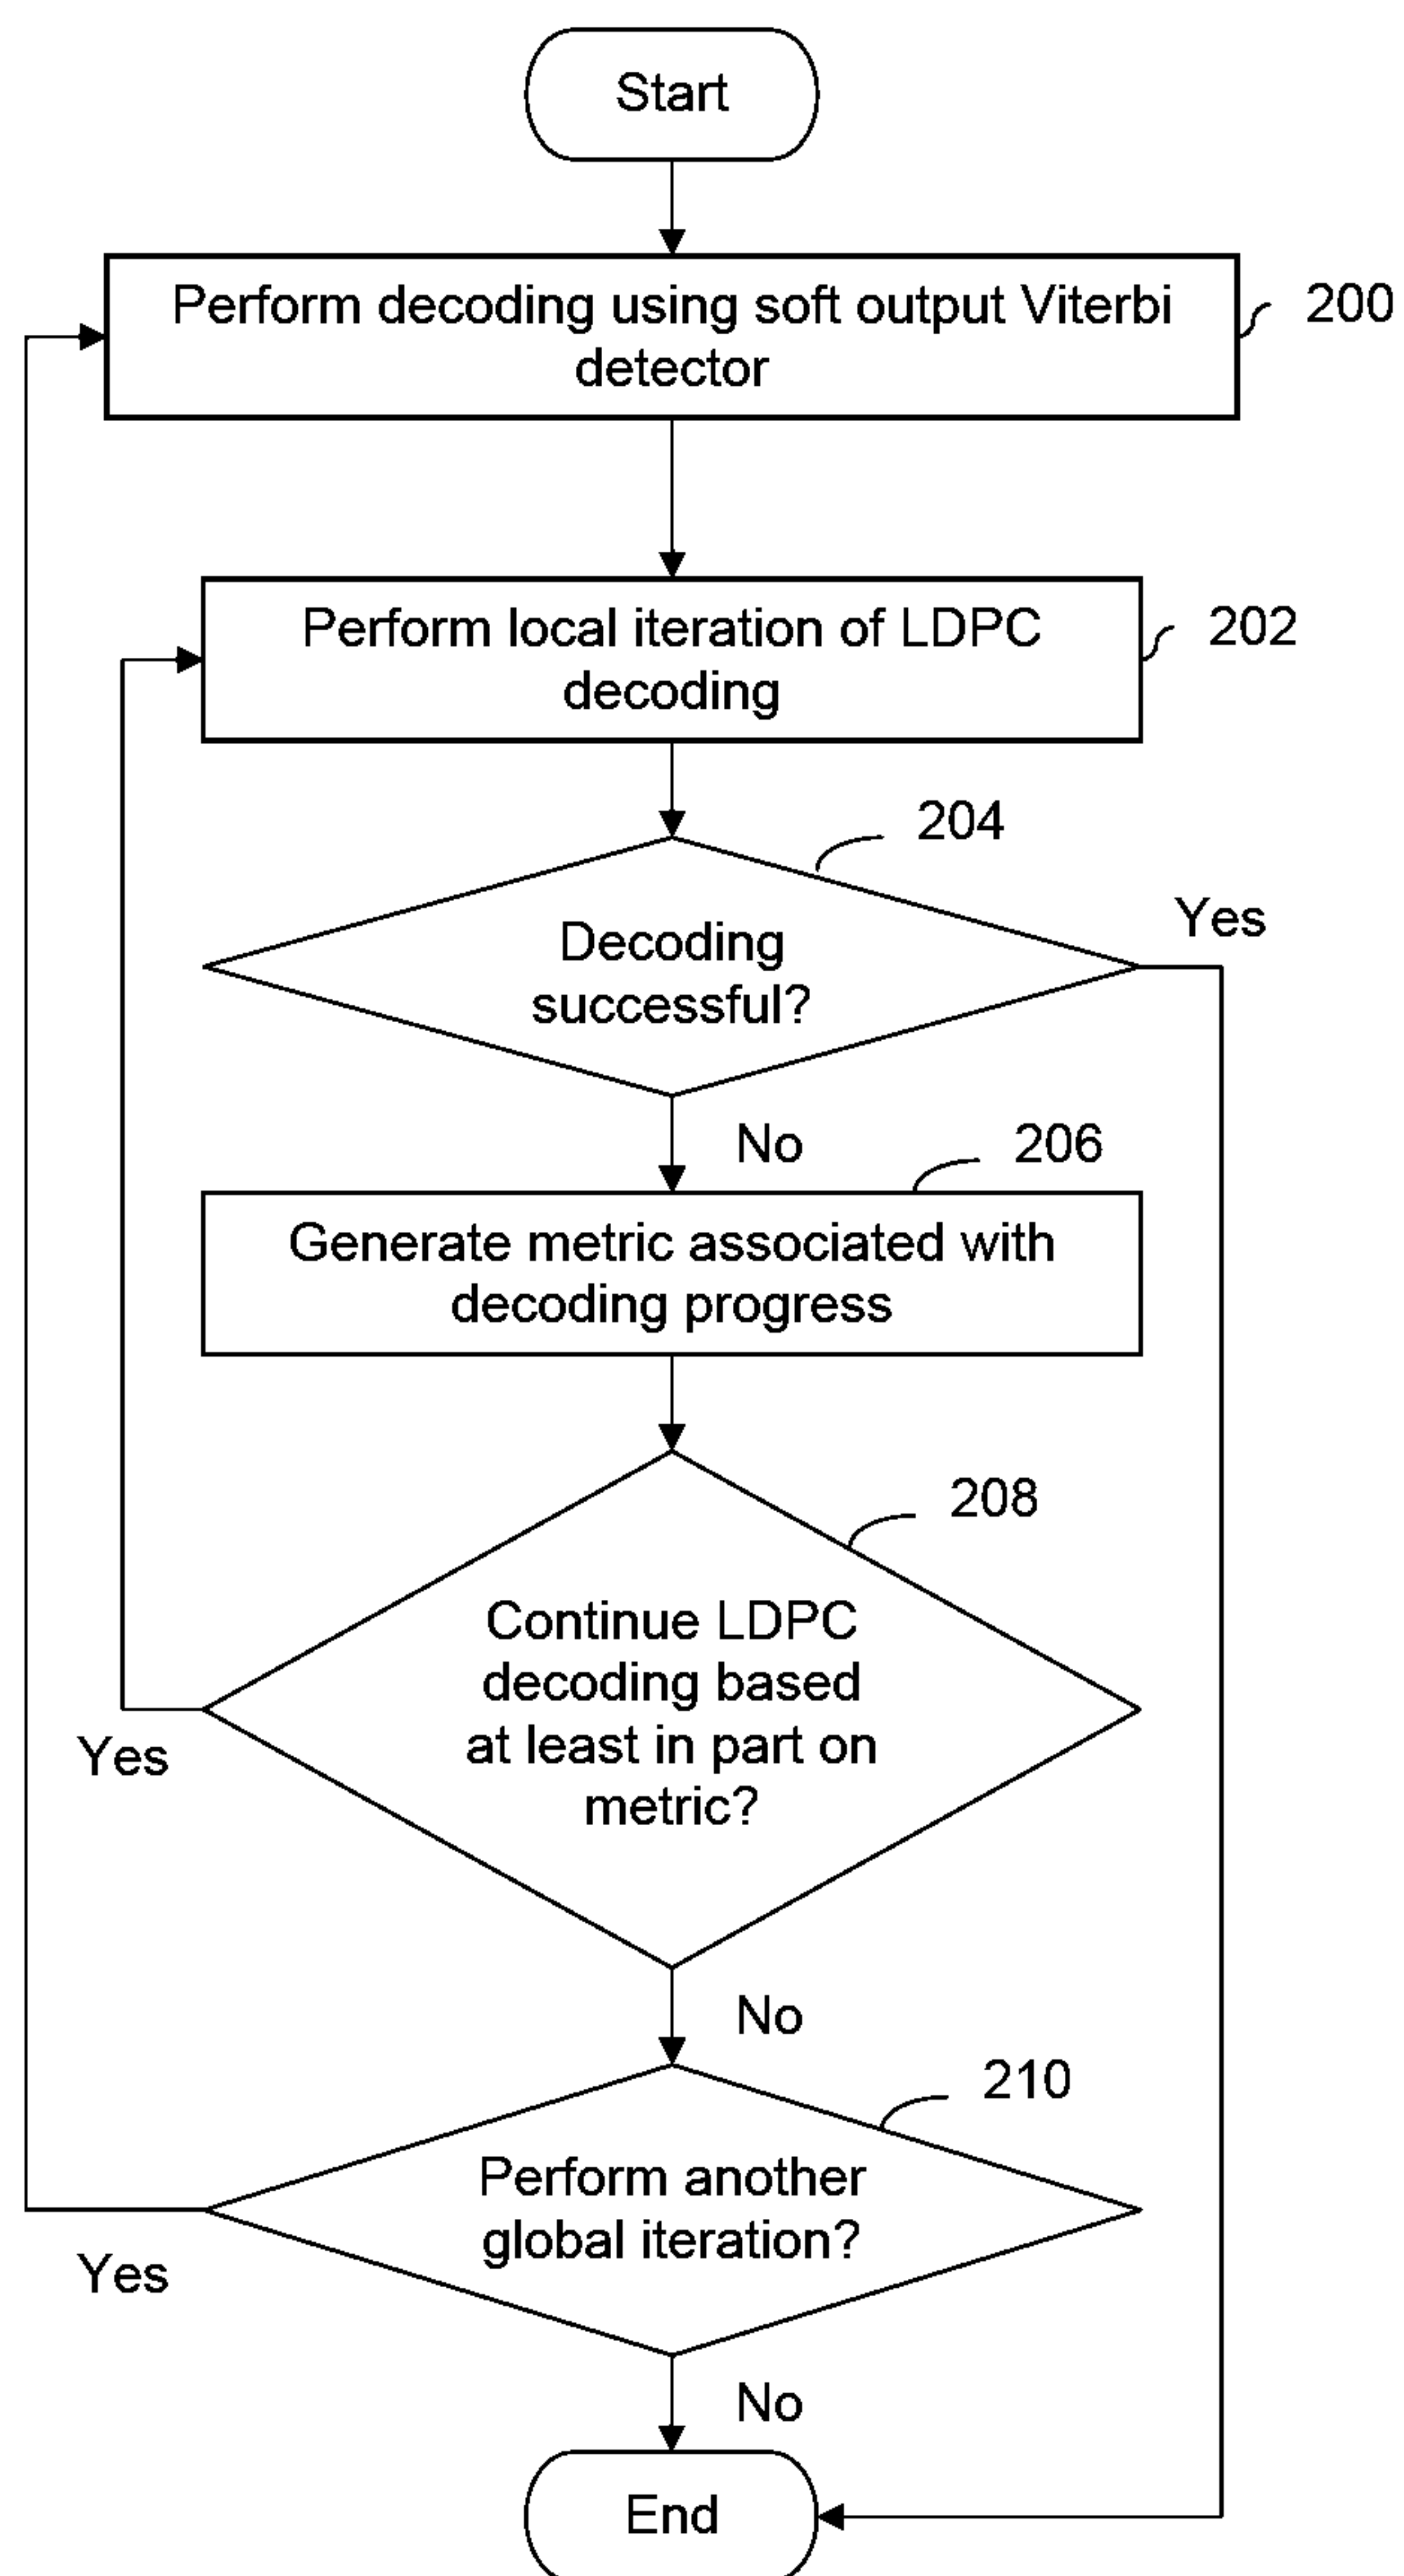 Start
Perform decoding using soft output Viterbi
detector
200
Perform local iteration of LDPC
decoding
202
204
Decoding
successful?
Yes
No
206
Generate metric associated with
decoding progress
208
Continue LDPC
decoding based
at least in part on
metric?
Yes
No
210
Perform another
global iteration?
Yes
No
End